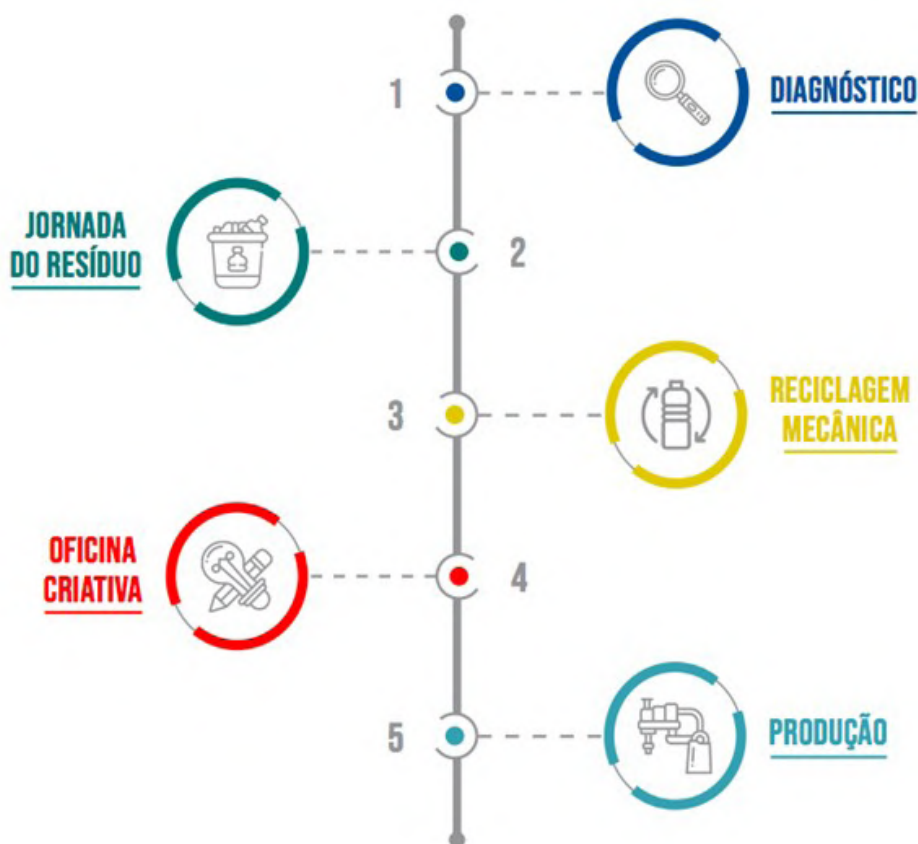 1
DIAGNÓSTICO
JORNADA
DO RESÍDUO
2
3
RECICLAGEM
MECÂNICA
OFICINA
CRIATIVA
4
5
PRODUÇÃO